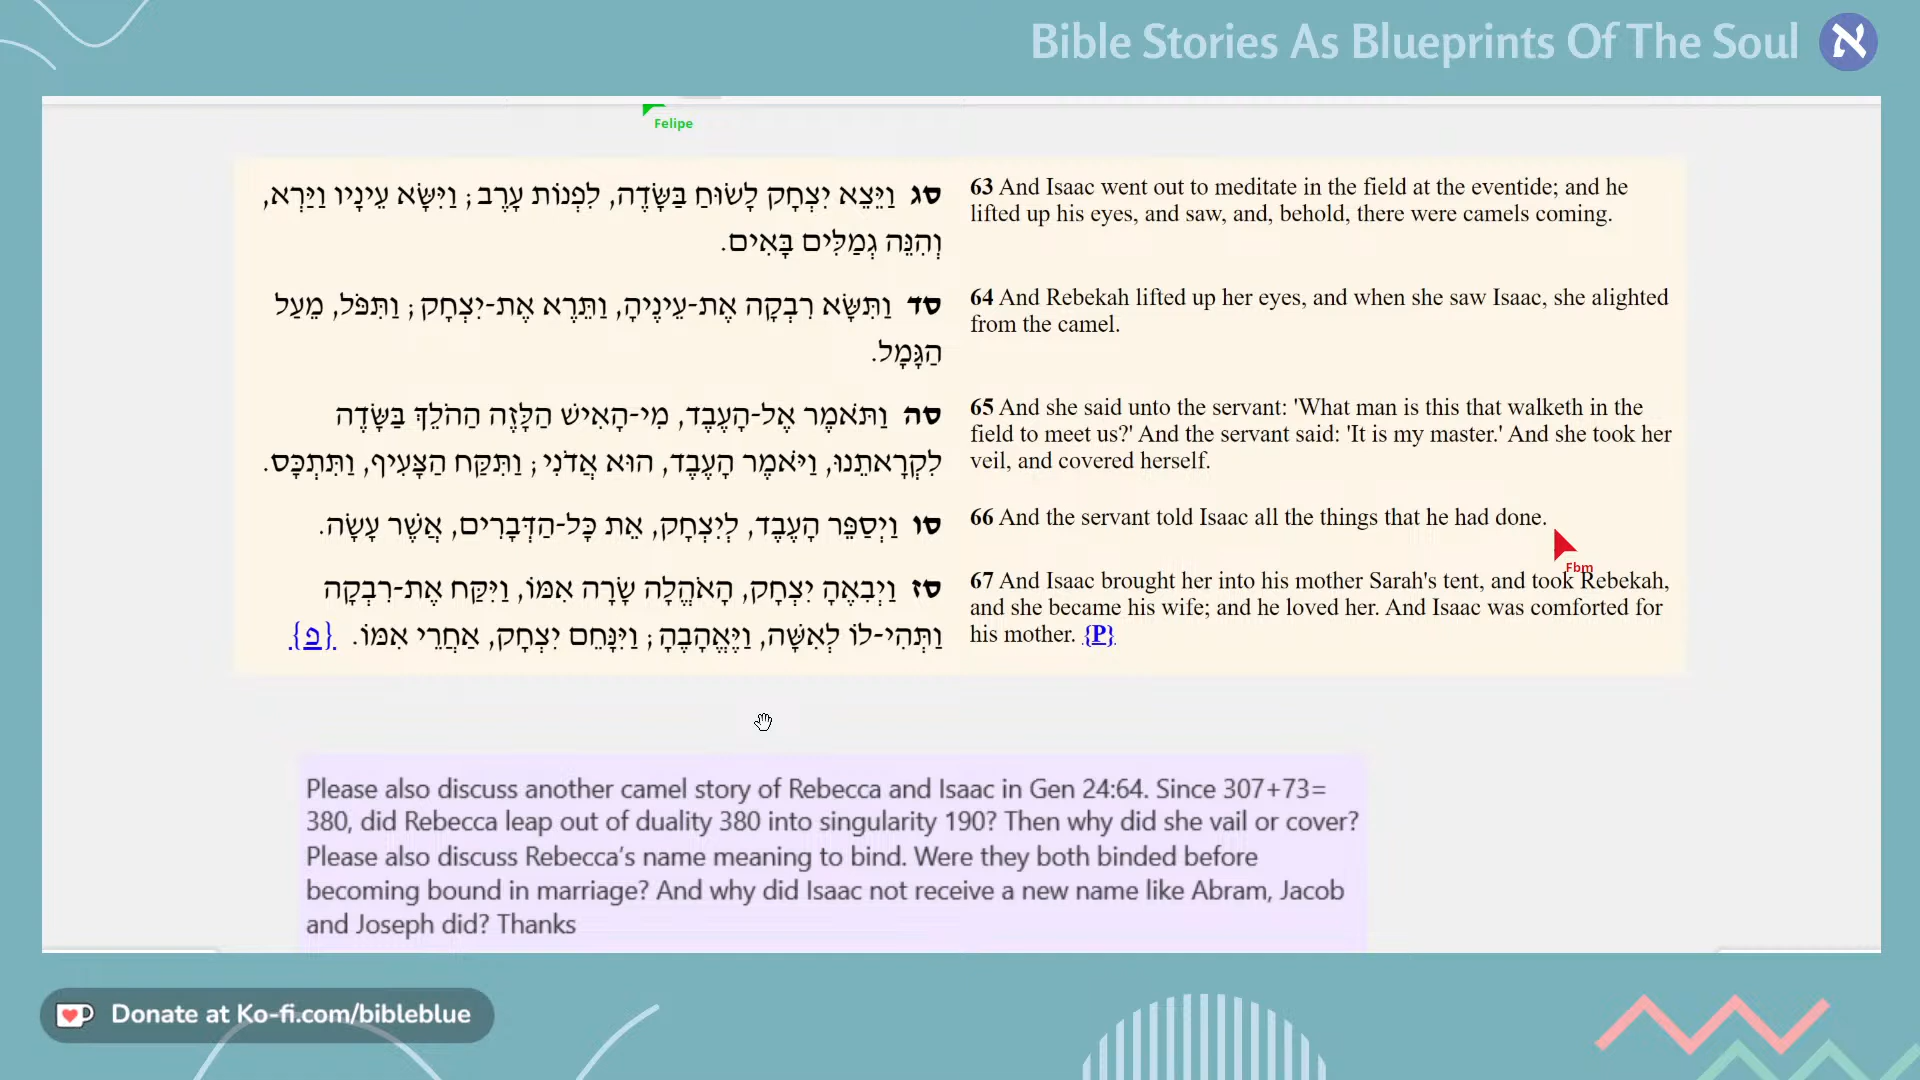 Bible Stories As Blueprints Of The Soul א
Felipe
סג וַיֵּצֵא יִצְחָק לָשׂוּחַ בַּשָּׂדֶה, לִפְנוֹת עָרֶב; וַיִּשָּׂא עֵינָיו וַיַּרְא,
וְהִנֵּה גְמַלִּים בָּאִים.
63 And Isaac went out to meditate in the field at the eventide; and he
lifted up his eyes, and saw, and, behold, there were camels coming.
סד וַתִּשָּׂא רִבְקָה אֶת-עֵינֶיהָ, וַתֵּרֶא אֶת-יִצְחָק; וַתִּפֹּל, מֵעַל
הַגָּמָל.
64 And Rebekah lifted up her eyes, and when she saw Isaac, she alighted
from the camel.
סה וַתֹּאמֶר אֶל-הָעֶבֶד, מִי-הָאִישׁ הַלָּזֶה הַהֹלֵךְ בַּשָּׂדֶה
לִקְרָאתֵנוּ, וַיֹּאמֶר הָעֶבֶד, הוּא אֲדֹנִי; וַתִּקַּח הַצָּעִיף, וַתִּתְכָּס.
65 And she said unto the servant: 'What man is this that walketh in the
field to meet us?' And the servant said: 'It is my master.' And she took her
veil, and covered herself.
סו וַיְסַפֵּר הָעֶבֶד, לְיִצְחָק, אֵת כָּל-הַדְּבָרִים, אֲשֶׁר עָשָׂה.
66 And the servant told Isaac all the things that he had done.
Fbm
סז וַיְבִאֶהָ יִצְחָק, הָאֹהֱלָה שָׂרָה אִמּוֹ, וַיִּקַּח אֶת-רִבְקָה
וַתְּהִי-לוֹ לְאִשָּׁה, וַיֶּאֱהָבֶהָ; וַיִּנָּחֵם יִצְחָק, אַחֲרֵי אִמּוֹ. {פ}
67 And Isaac brought her into his mother Sarah's tent, and took Rebekah,
and she became his wife; and he loved her. And Isaac was comforted for
his mother. {P}
Please also discuss another camel story of Rebecca and Isaac in Gen 24:64. Since 307+73=
380, did Rebecca leap out of duality 380 into singularity 190? Then why did she vail or cover?
Please also discuss Rebecca's name meaning to bind. Were they both binded before
becoming bound in marriage? And why did Isaac not receive a new name like Abram, Jacob
and Joseph did? Thanks
Donate at Ko-fi.com/bibleblue